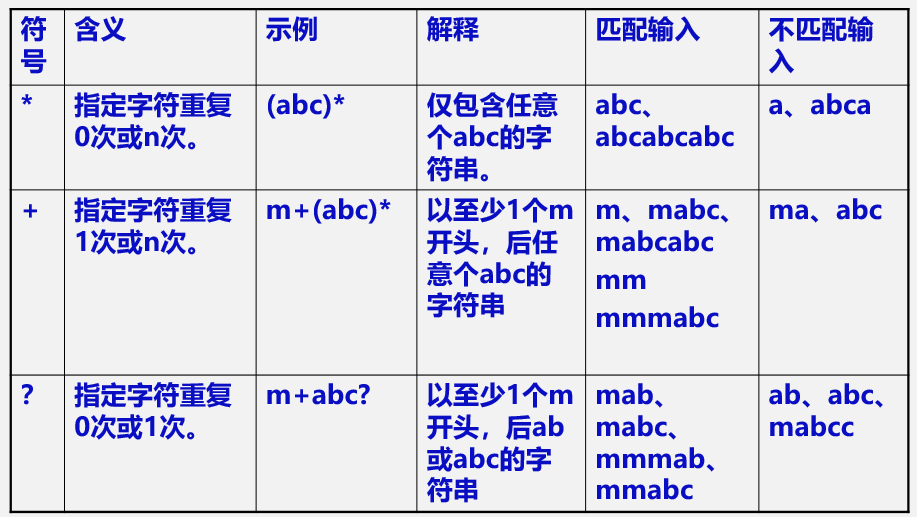 符
号
含义
示例
解释
匹配输入
不匹配输
入
*
指定字符重复
0次或n次。
(abc)*
仅包含任意
个abc的字
符串。
abc、
abcabcabc
a、abca
+
指定字符重复
1次或n次。
m+(abc)*
以至少1个m
开头，后任
意个abc的
字符串
m、mabc、
mabcabc
mm
mmmabc
ma、abc
?
指定字符重复
0次或1次。
m+abc?
以至少1个m
开头，后ab
或abc的字
符串
mab、
mabc、
mmmab、
mmabc
ab、abc、
mabcc